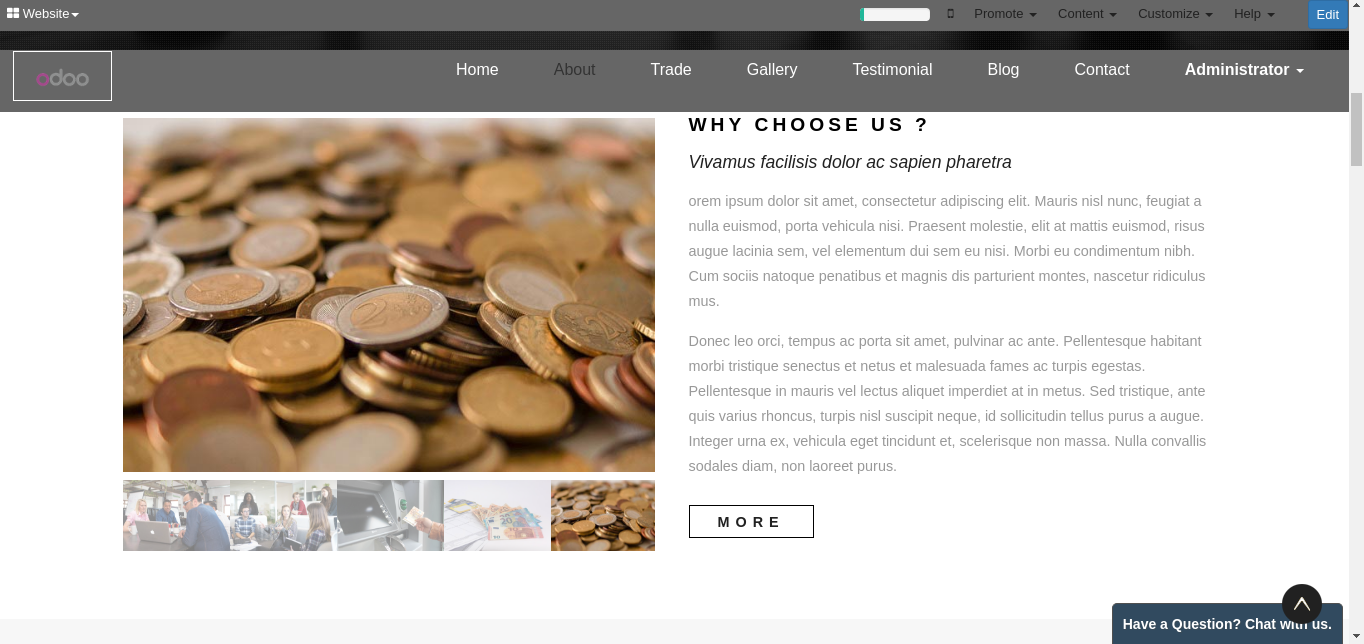 Website
Promote
Content
Customize
Help
Edit
odoo
Home
About
Trade
Gallery
Testimonial
Blog
Contact
Administrator
WHY CHOOSE US ?
Vivamus facilisis dolor ac sapien pharetra
orem ipsum dolor sit amet, consectetur adipiscing elit. Mauris nisl nunc, feugiat a
nulla euismod, porta vehicula nisi. Praesent molestie, elit at mattis euismod, risus
augue lacinia sem, vel elementum dui sem eu nisi. Morbi eu condimentum nibh.
Cum sociis natoque penatibus et magnis dis parturient montes, nascetur ridiculus
mus.
Donec leo orci, tempus ac porta sit amet, pulvinar ac ante. Pellentesque habitant
morbi tristique senectus et netus et malesuada fames ac turpis egestas.
Pellentesque in mauris vel lectus aliquet imperdiet at in metus. Sed tristique, ante
quis varius rhoncus, turpis nisl suscipit neque, id sollicitudin tellus purus a augue.
Integer urna ex, vehicula eget tincidunt et, scelerisque non massa. Nulla convallis
sodales diam, non laoreet purus.
MORE
Have a Question? Chat with us.